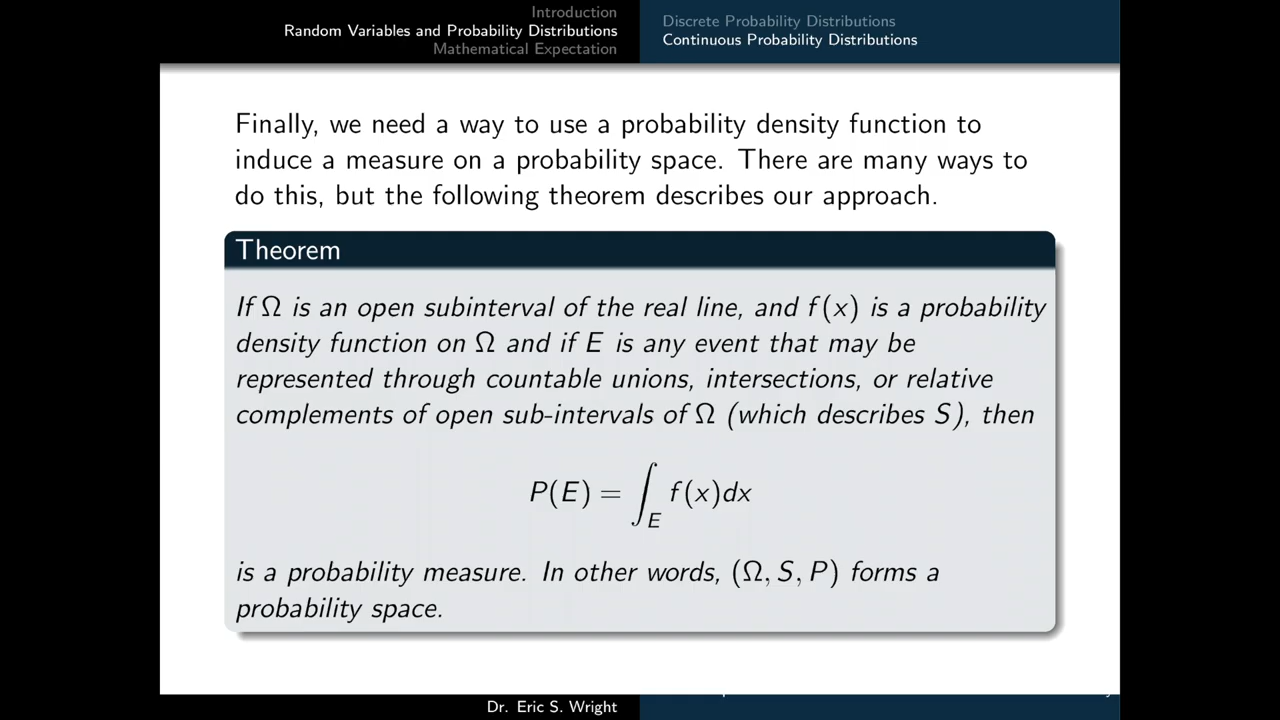 Introduction
Random Variables and Probability Distributions
Mathematical Expectation
Discrete Probability Distributions
Continuous Probability Distributions
Finally, we need a way to use a probability density function to
induce a measure on a probability space. There are many ways to
do this, but the following theorem describes our approach.
Theorem
If Ω is an open subinterval of the real line, and f(x) is a probability
density function on Ω and if E is any event that may be
represented through countable unions, intersections, or relative
complements of open sub-intervals of Ω (which describes S), then
P(E) = ∫_E f(x)dx
is a probability measure. In other words, (Ω, S, P) forms a
probability space.
Dr. Eric S. Wright